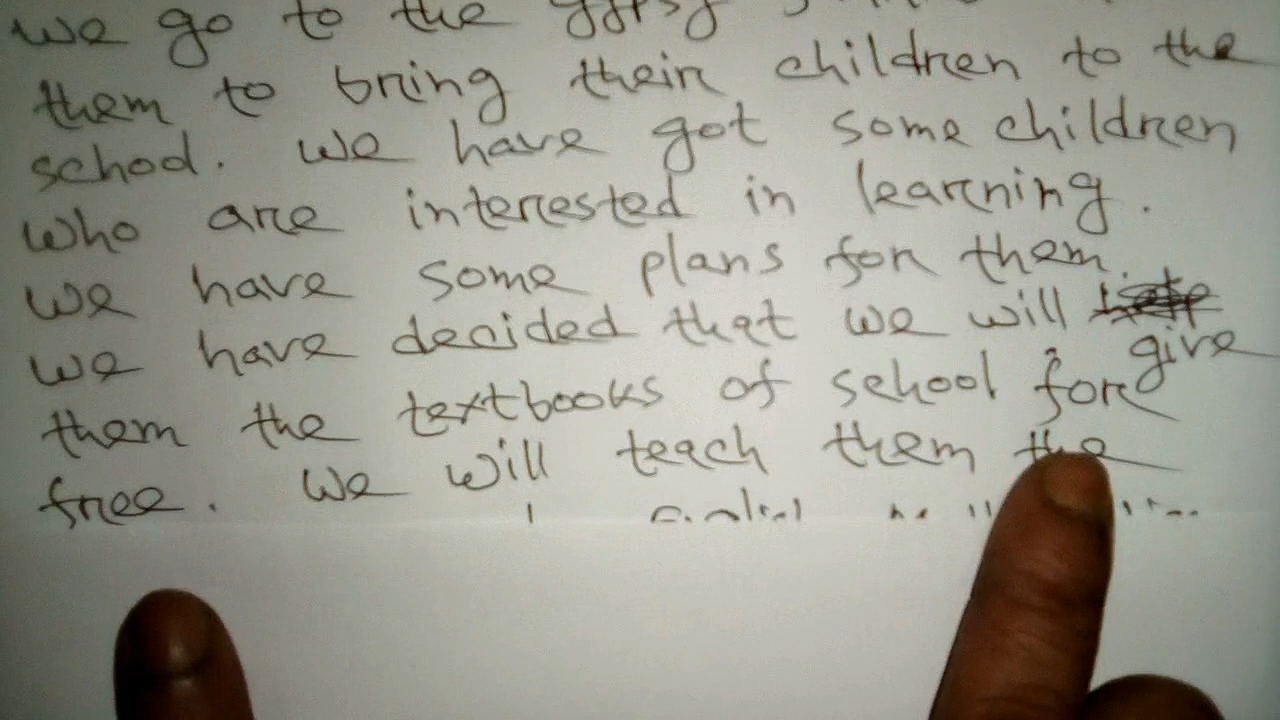 we go to the gypsy
them to bring their children to the
school. We have got some children
who are interested in learning.
We have some plans for them.
We have decided that we will give
them the textbooks of school for
free. We will teach them the